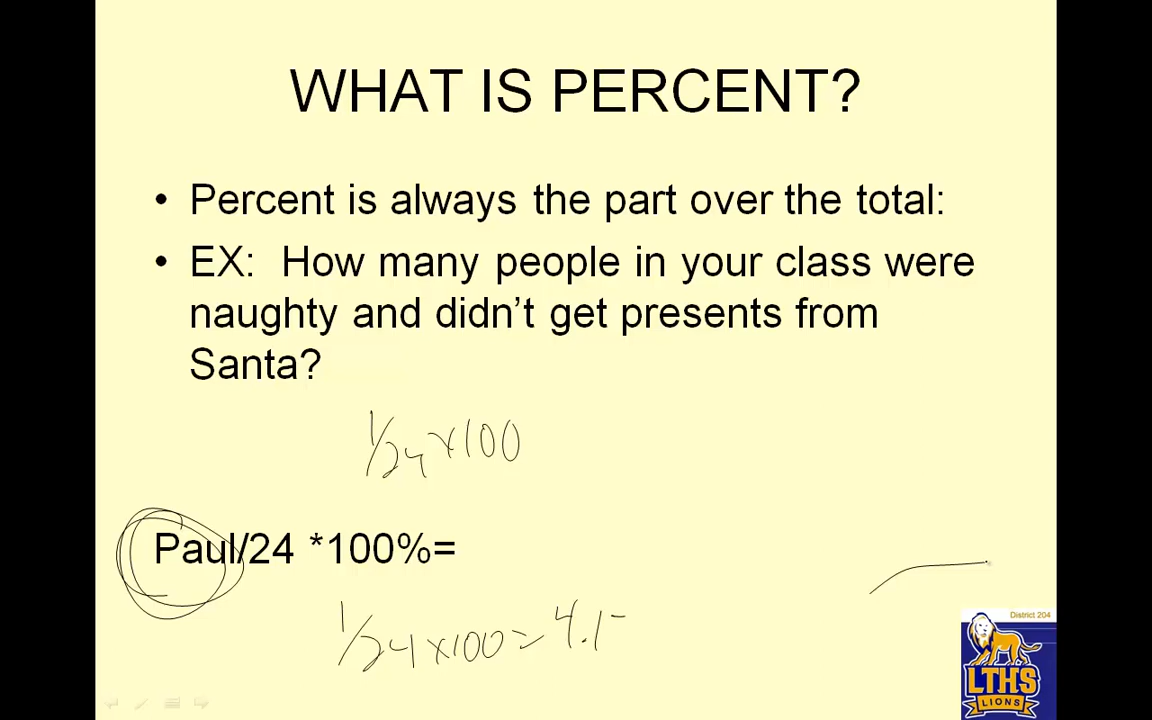 WHAT IS PERCENT?
• Percent is always the part over the total:
• EX: How many people in your class were
naughty and didn't get presents from
Santa?
1/24 x 100
Paul/24 *100%=
1/24 x 100 = 4.1
District 204
LTHS
LIONS